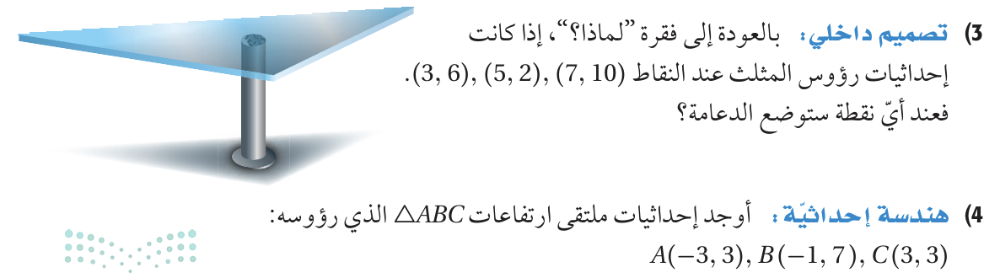 3) تصميم داخلي: بالعودة إلى فقرة ”لماذا؟“، إذا كانت
إحداثيات رؤوس المثلث عند النقاط (3, 6), (5, 2), (7, 10).
فعند أيّ نقطة ستوضع الدعامة؟
4) هندسة إحداثيّة: أوجد إحداثيات ملتقى ارتفاعات △ABC الذي رؤوسه:
A(−3, 3), B(−1, 7), C(3, 3)